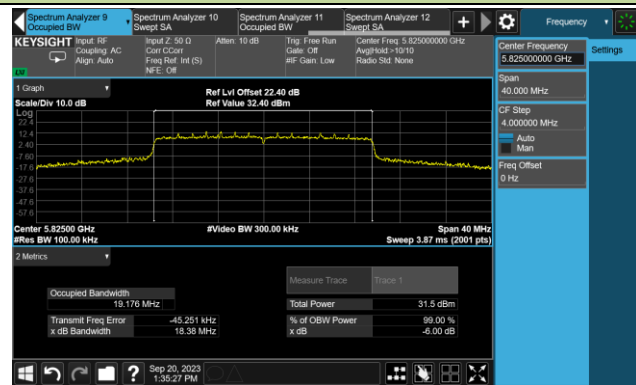 Spectrum Analyzer 9
Occupied BW
Spectrum Analyzer 10
Swept SA
Spectrum Analyzer 11
Occupied BW
Spectrum Analyzer 12
Swept SA
+
Frequency
KEYSIGHT
Input: RF
Coupling: AC
Align: Auto
Input Z: 50 Ω
Corr CCorr
Freq Ref: Int (S)
NFE: Off
Atten: 10 dB
Trig: Free Run
Gate: Off
#IF Gain: Low
Center Freq: 5.825000000 GHz
Avg|Hold:>10/10
Radio Std: None
Center Frequency
5.825000000 GHz
Settings
Span
40.000 MHz
CF Step
4.000000 MHz
Auto
Man
Freq Offset
0 Hz
1 Graph
Scale/Div 10.0 dB
Ref Lvl Offset 22.40 dB
Ref Value 32.40 dBm
Log
22.4
12.4
2.40
-7.60
-17.6
-27.6
-37.6
-47.6
-57.6
Center 5.82500 GHz
#Video BW 300.00 kHz
Span 40 MHz
#Res BW 100.00 kHz
Sweep 3.87 ms (2001 pts)
2 Metrics
Measure Trace
Trace 1
Occupied Bandwidth
19.176 MHz
Total Power
31.5 dBm
Transmit Freq Error
-45.251 kHz
% of OBW Power
99.00 %
x dB Bandwidth
18.38 MHz
x dB
-6.00 dB
?
Sep 20, 2023
1:35:27 PM